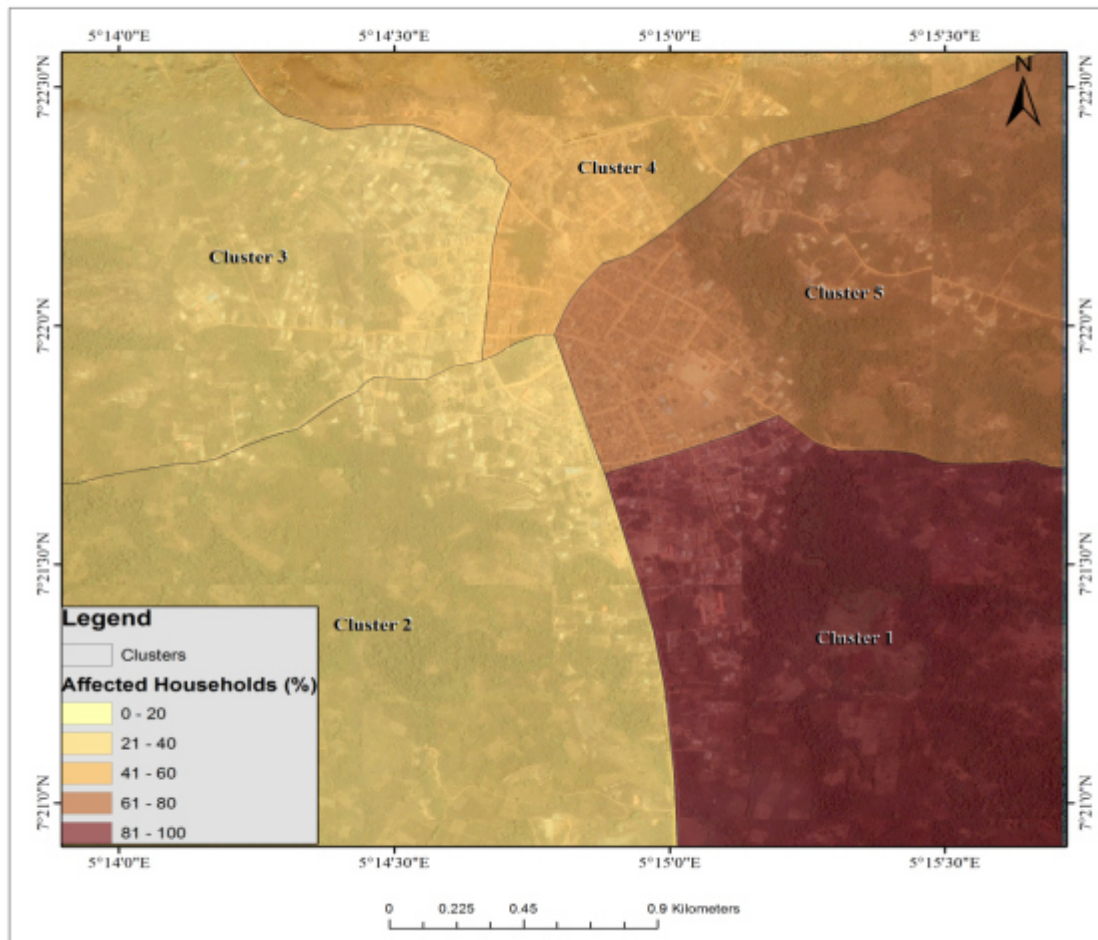 5°14'0"E 5°14'30"E 5°15'0"E 5°15'30"E
7°22'30"N
7°22'30"N
N
Cluster 4
Cluster 3
Cluster 5
7°22'0"N
7°22'0"N
7°21'30"N
7°21'30"N
Cluster 2
Cluster 1
Legend
Clusters
Affected Households (%)
0 - 20
21 - 40
41 - 60
61 - 80
81 - 100
7°21'0"N
7°21'0"N
5°14'0"E 5°14'30"E 5°15'0"E 5°15'30"E
0 0.225 0.45 0.9 Kilometers